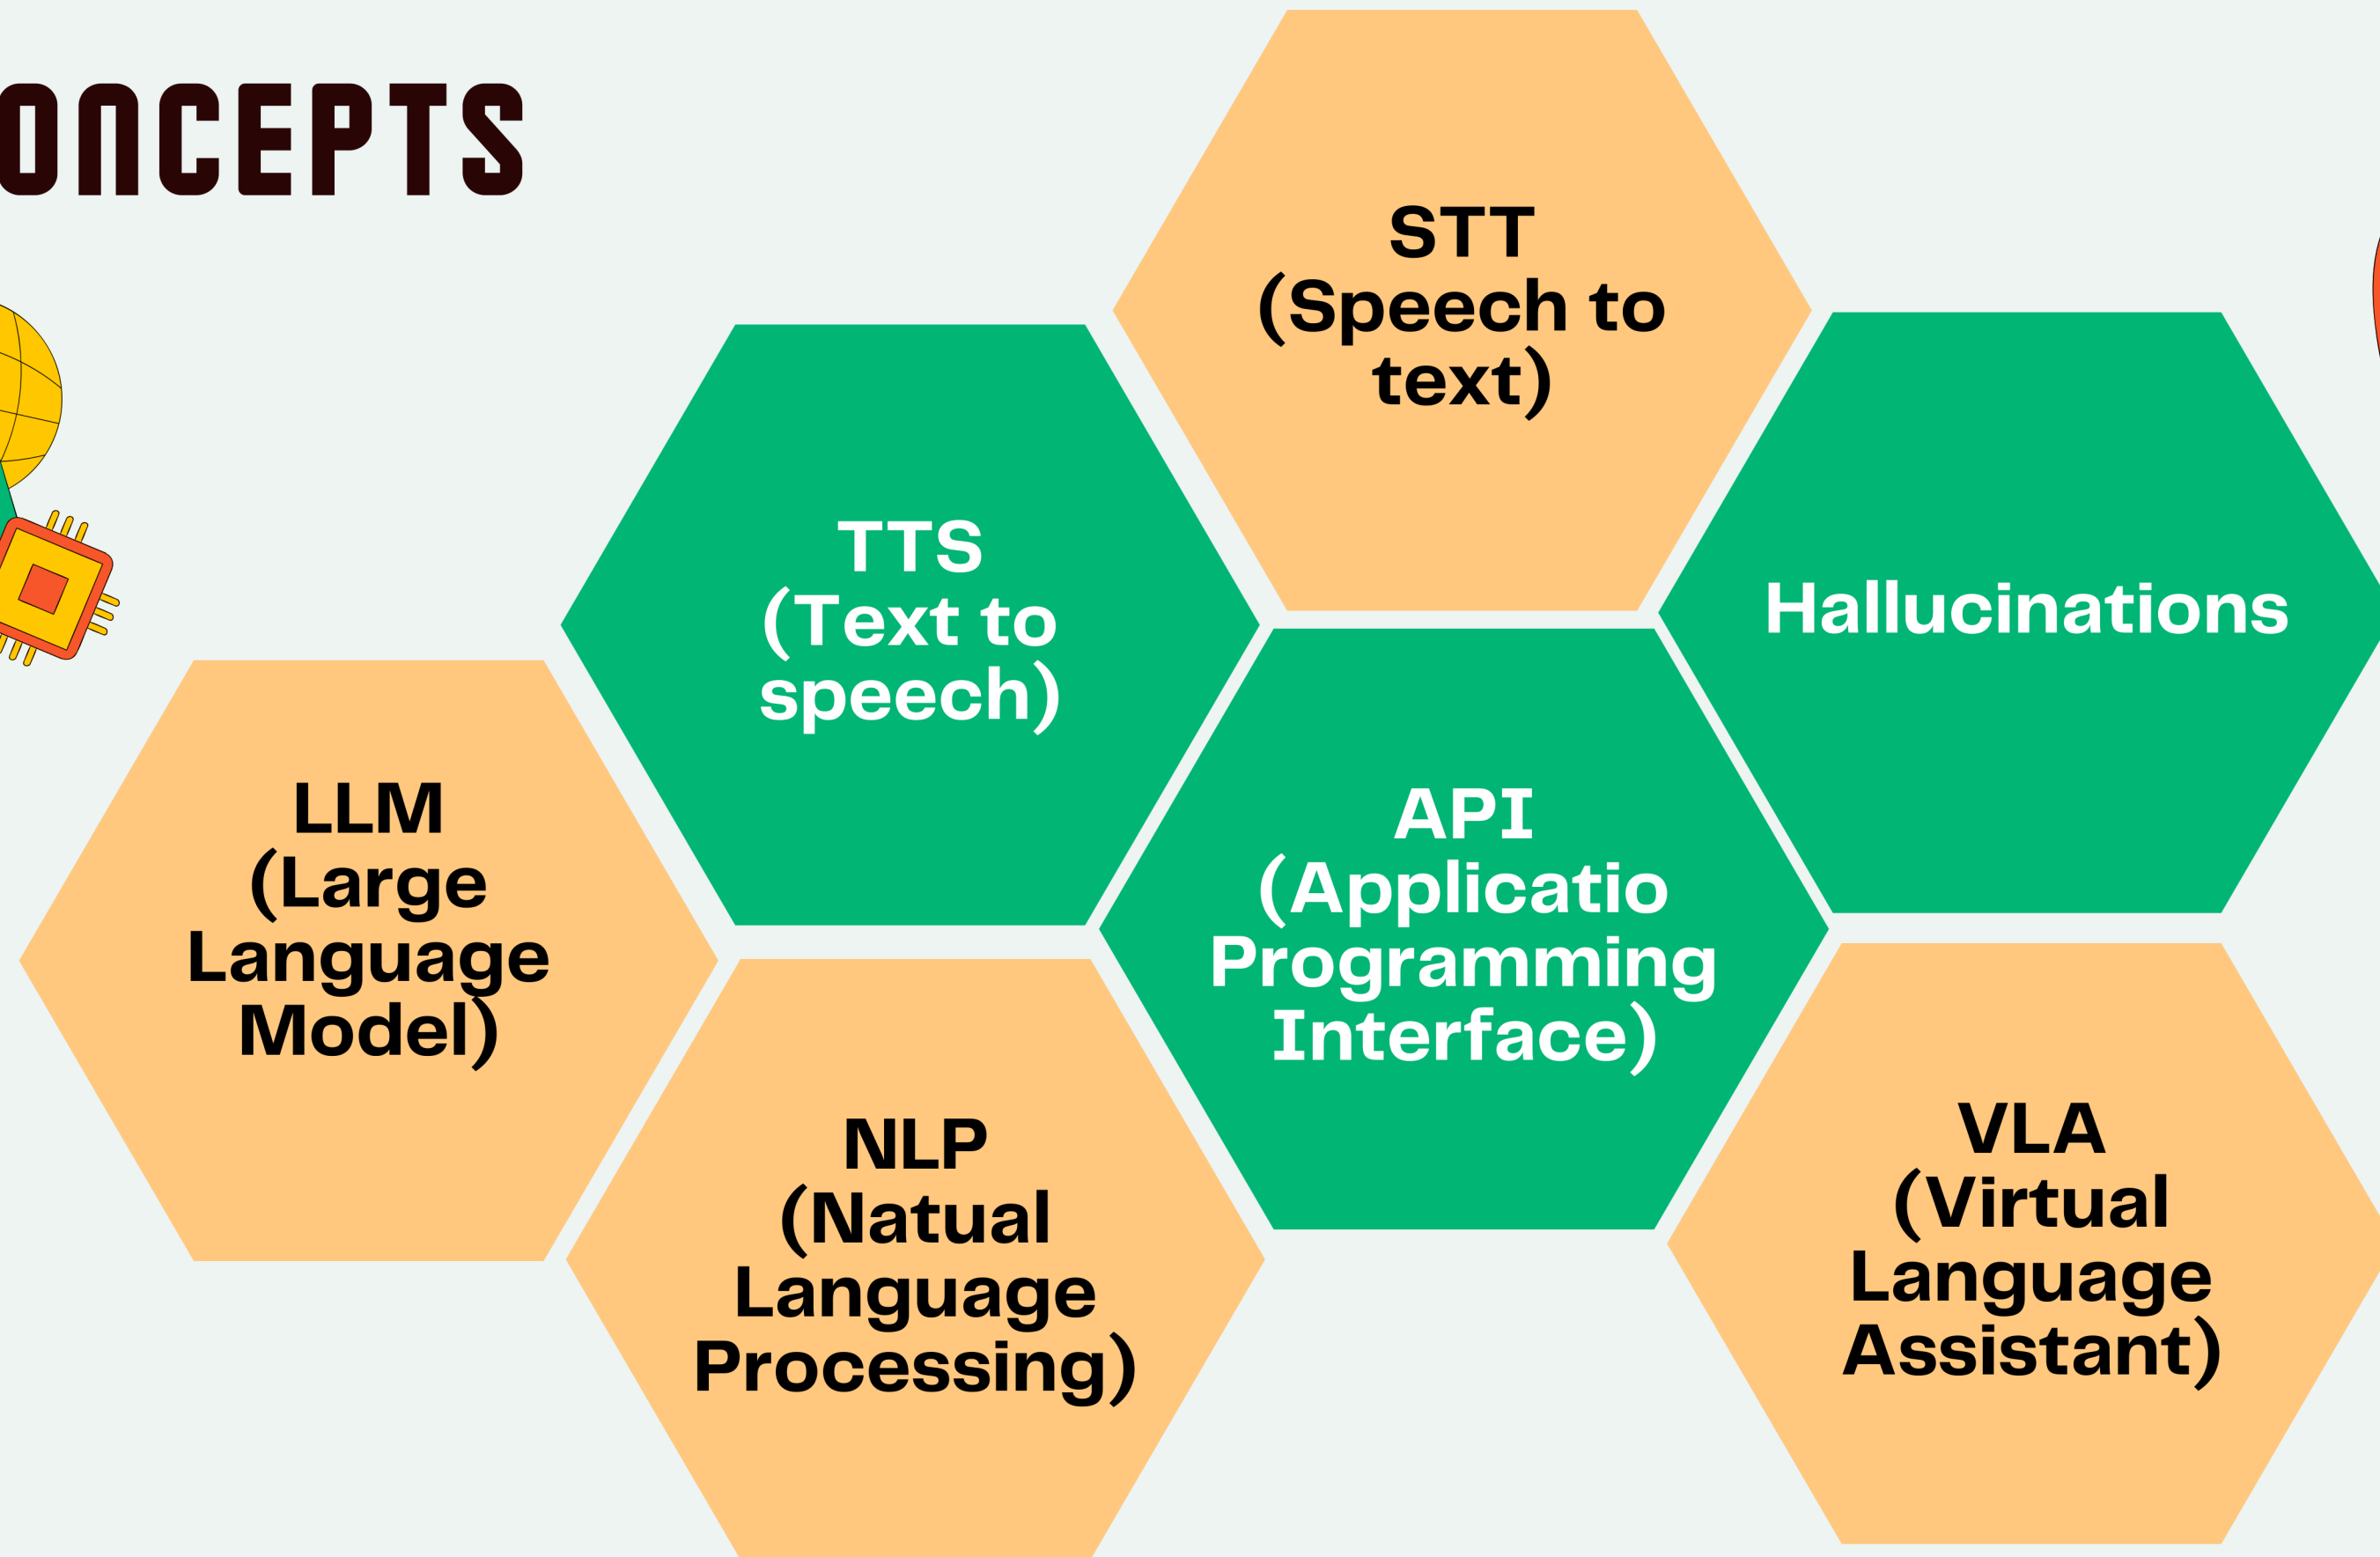 ONCEPTS
STT
(Speech to
text)
TTS
(Text to
speech)
Hallucinations
LLM
(Large
Language
Model)
API
(Applicatio
Programming
Interface)
NLP
(Natual
Language
Processing)
VLA
(Virtual
Language
Assistant)